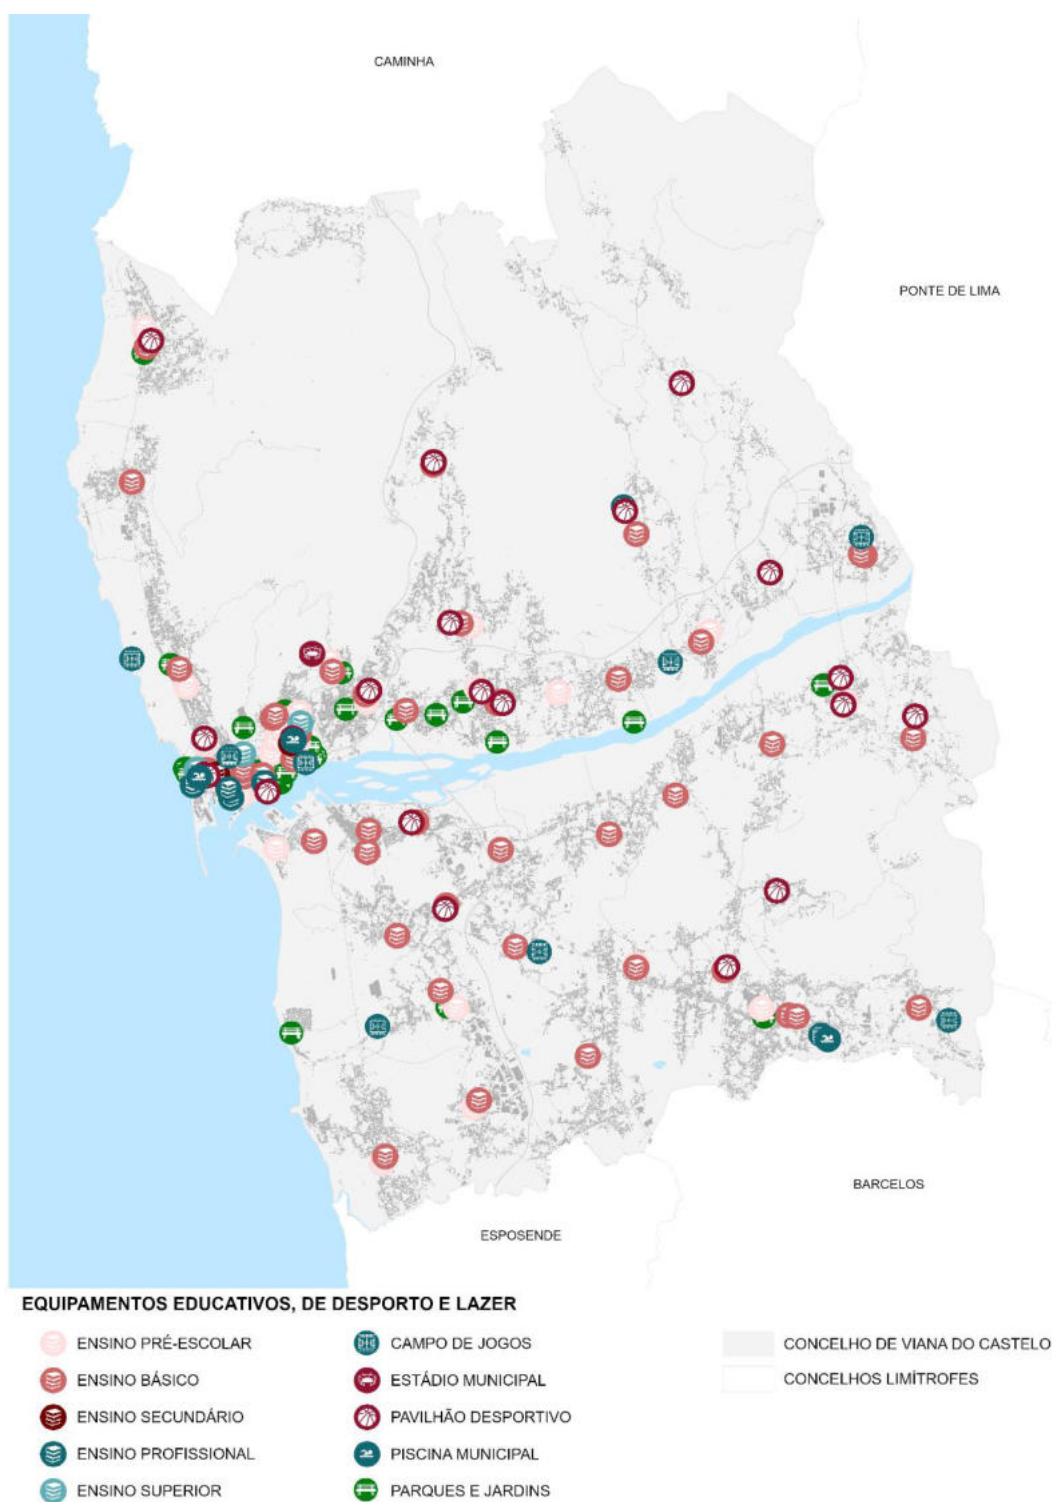 CAMINHA
PONTE DE LIMA
BARCELOS
ESPOSENDE
EQUIPAMENTOS EDUCATIVOS, DE DESPORTO E LAZER
ENSINO PRÉ-ESCOLAR
ENSINO BÁSICO
ENSINO SECUNDÁRIO
ENSINO PROFISSIONAL
ENSINO SUPERIOR
CAMPO DE JOGOS
ESTÁDIO MUNICIPAL
PAVILHÃO DESPORTIVO
PISCINA MUNICIPAL
PARQUES E JARDINS
CONCELHO DE VIANA DO CASTELO
CONCELHOS LIMÍTROFES